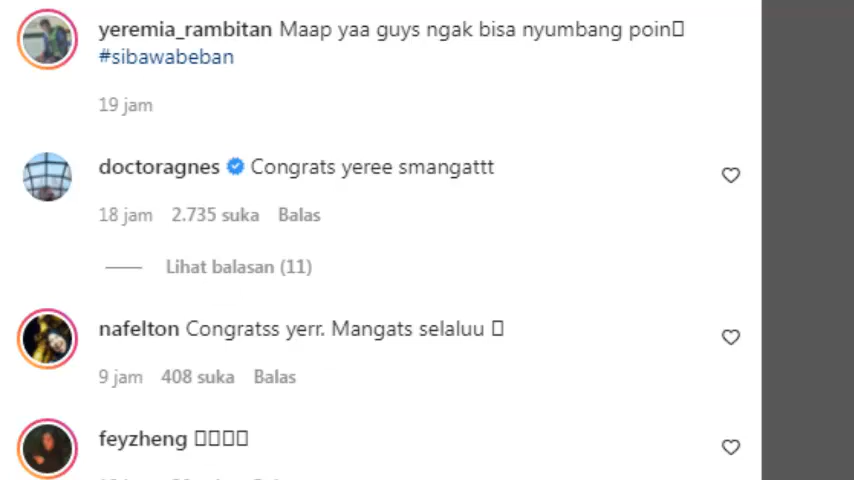 yeremia_rambitan Maap yaa guys ngak bisa nyumbang poin
#sibawabeban
19 jam
doctoragnes Congrats yeree smangattt
18 jam 2.735 suka Balas
Lihat balasan (11)
nafelton Congratss yerr. Mangats selaluu
9 jam 408 suka Balas
feyzheng